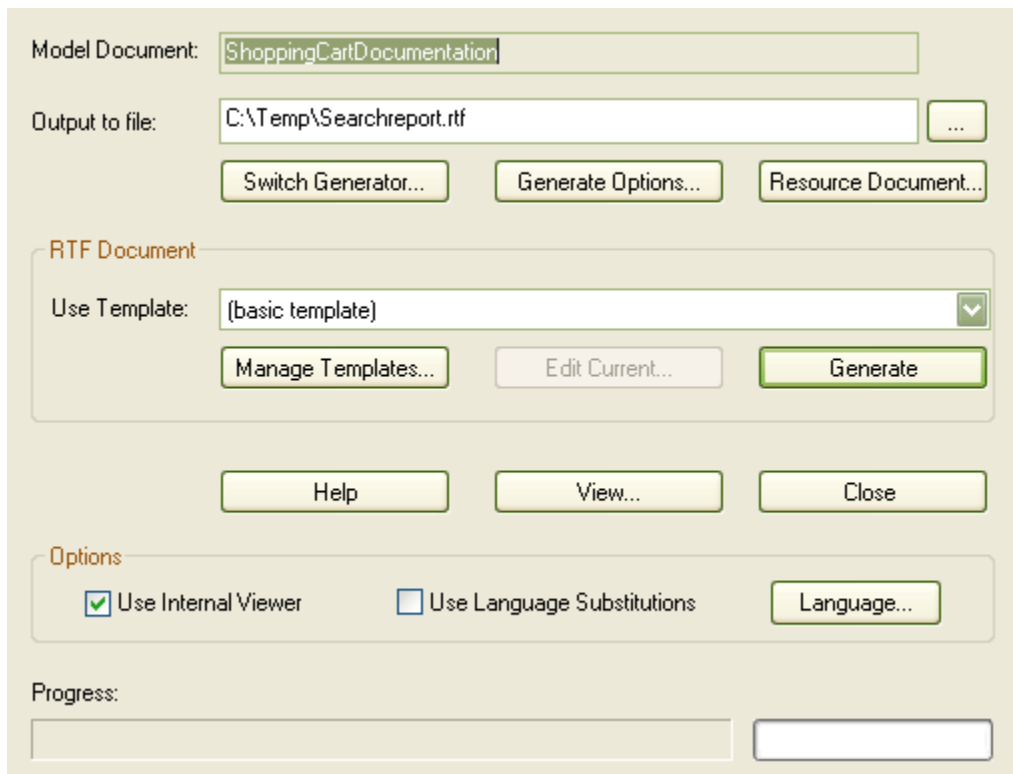 Model Document: ShoppingCartDocumentation
Output to file: C:\Temp\Searchreport.rtf ...
Switch Generator... Generate Options... Resource Document...
RTF Document
Use Template: (basic template)
Manage Templates... Edit Current... Generate
Help View... Close
Options
Use Internal Viewer Use Language Substitutions Language...
Progress: